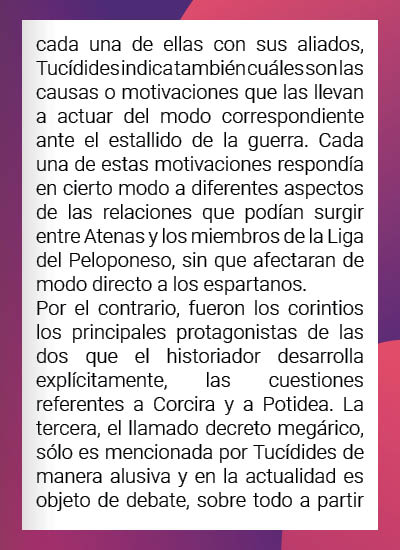 cada una de ellas con sus aliados,
Tucídides indica también cuáles son las
causas o motivaciones que las llevan
a actuar del modo correspondiente
ante el estallido de la guerra. Cada
una de estas motivaciones respondía
en cierto modo a diferentes aspectos
de las relaciones que podían surgir
entre Atenas y los miembros de la Liga
del Peloponeso, sin que afectaran de
modo directo a los espartanos.
Por el contrario, fueron los corintios
los principales protagonistas de las
dos que el historiador desarrolla
explícitamente, las cuestiones
referentes a Corcira y a Potidea. La
tercera, el llamado decreto megárico,
sólo es mencionada por Tucídides de
manera alusiva y en la actualidad es
objeto de debate, sobre todo a partir